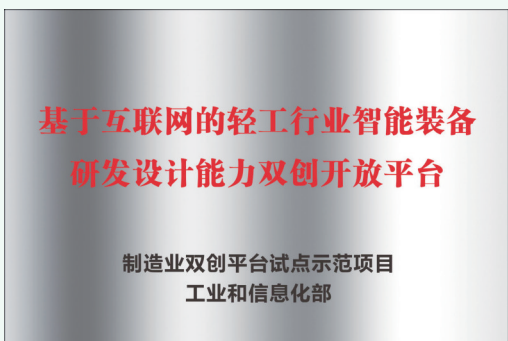 基于互联网的轻工行业智能装备
研发设计能力双创开放平台
制造业双创平台试点示范项目
工业和信息化部